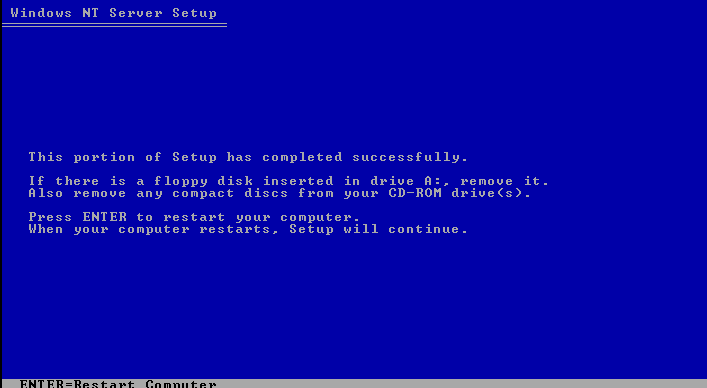 Windows NT Server Setup
This portion of Setup has completed successfully.
If there is a floppy disk inserted in drive A:, remove it.
Also remove any compact discs from your CD-ROM drive(s).
Press ENTER to restart your computer.
When your computer restarts, Setup will continue.
ENTER=Restart Computer